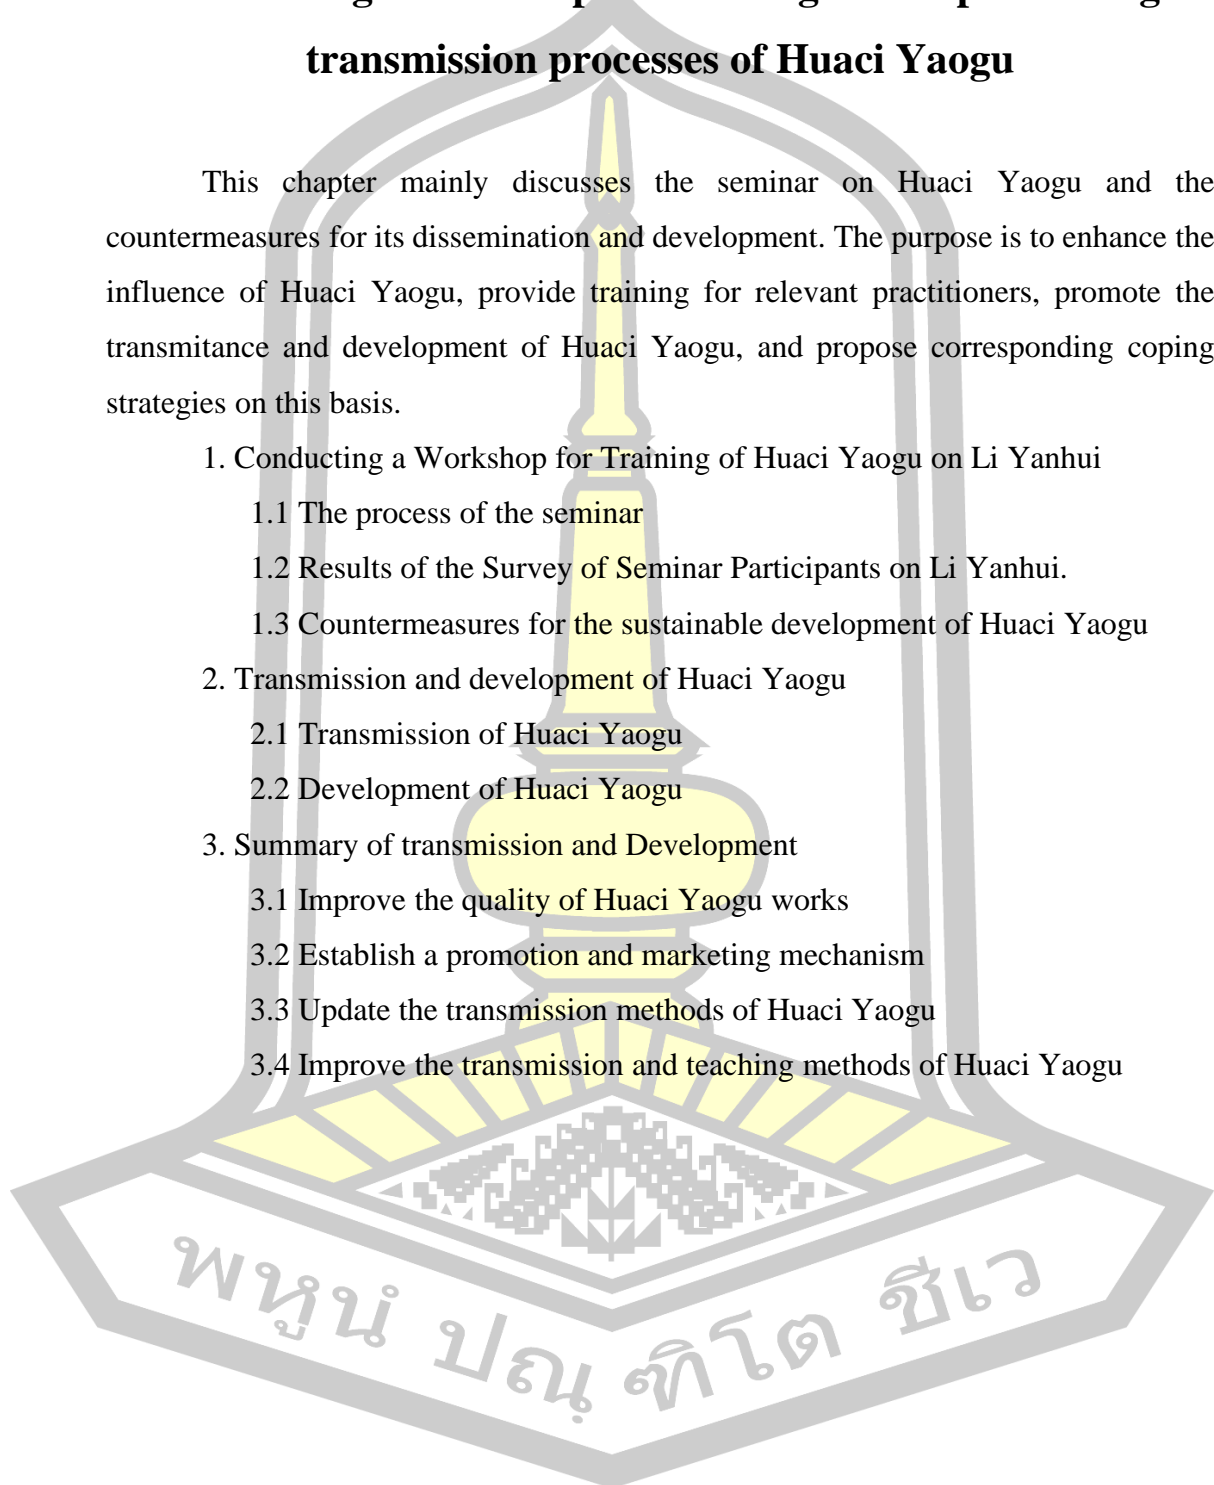 transmission processes of Huaci Yaogu
This chapter mainly discusses the seminar on Huaci Yaogu and the
countermeasures for its dissemination and development. The purpose is to enhance the
influence of Huaci Yaogu, provide training for relevant practitioners, promote the
transmitance and development of Huaci Yaogu, and propose corresponding coping
strategies on this basis.
1. Conducting a Workshop for Training of Huaci Yaogu on Li Yanhui
1.1 The process of the seminar
1.2 Results of the Survey of Seminar Participants on Li Yanhui.
1.3 Countermeasures for the sustainable development of Huaci Yaogu
2. Transmission and development of Huaci Yaogu
2.1 Transmission of Huaci Yaogu
2.2 Development of Huaci Yaogu
3. Summary of transmission and Development
3.1 Improve the quality of Huaci Yaogu works
3.2 Establish a promotion and marketing mechanism
3.3 Update the transmission methods of Huaci Yaogu
3.4 Improve the transmission and teaching methods of Huaci Yaogu
พหูนํ ปณฺฑิโต ชีเว